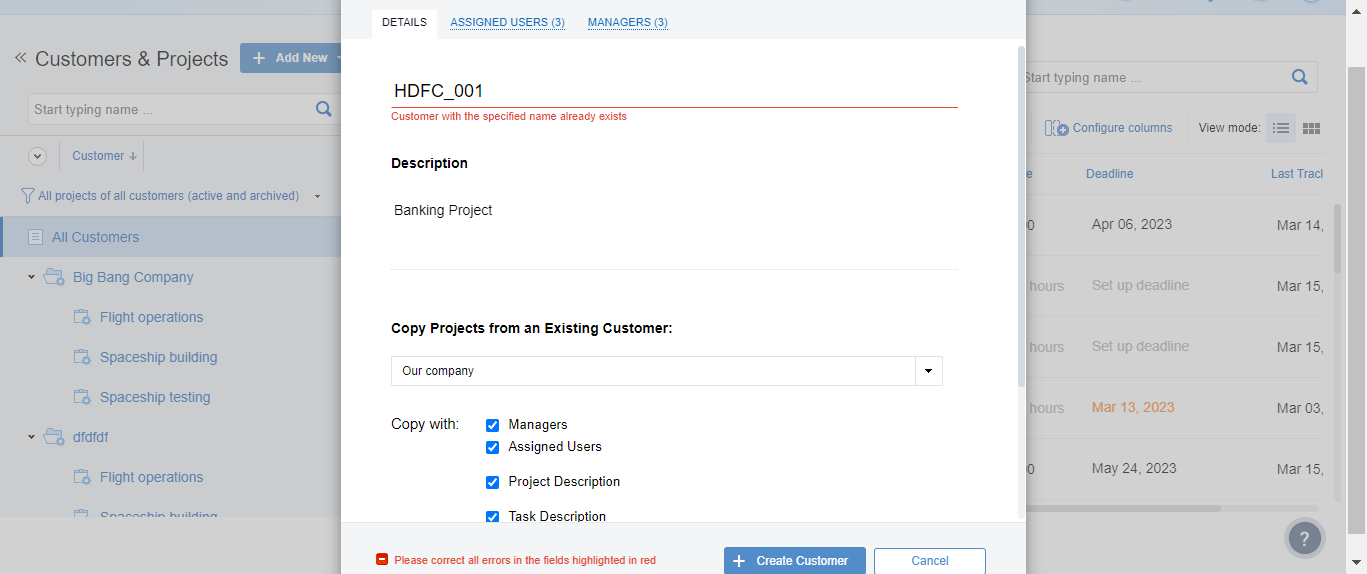 Customers & Projects
Add New
Start typing name ...
Customer
All projects of all customers (active and archived)
All Customers
Big Bang Company
Flight operations
Spaceship building
Spaceship testing
dfdfdf
Flight operations
Spaceship building
DETAILS
ASSIGNED USERS (3)
MANAGERS (3)
HDFC_001
Customer with the specified name already exists
Description
Banking Project
Copy Projects from an Existing Customer:
Our company
Copy with:
Managers
Assigned Users
Project Description
Task Description
Please correct all errors in the fields highlighted in red
Create Customer
Cancel
Start typing name ...
Configure columns
View mode:
Deadline
Last Track
Apr 06, 2023
Mar 14,
hours
Set up deadline
Mar 15,
hours
Set up deadline
Mar 15,
hours
Mar 13, 2023
Mar 03,
May 24, 2023
Mar 15,
?